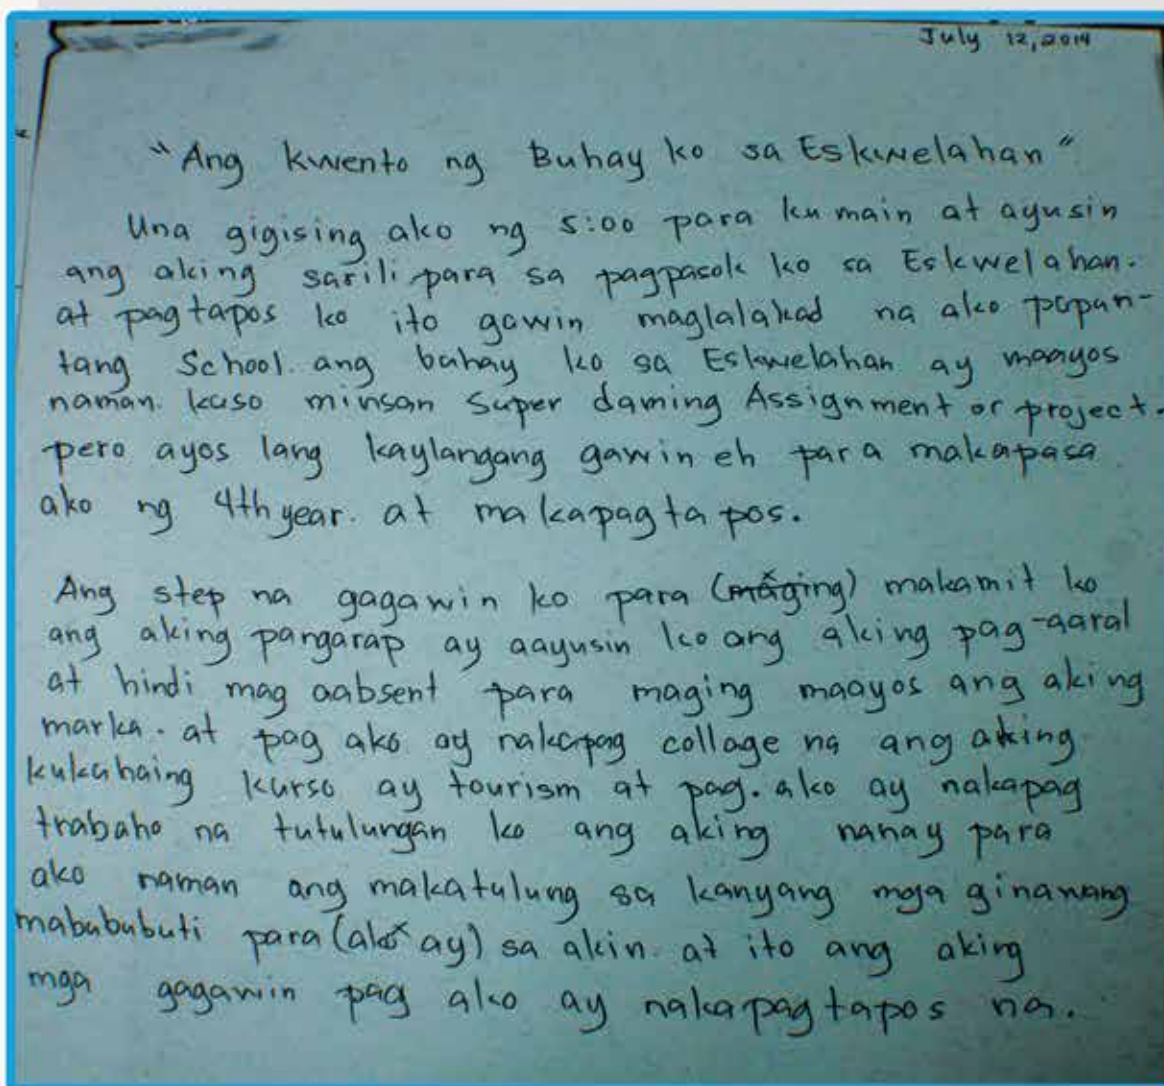 July 12, 2014
"Ang kwento ng Buhay ko sa Eskwelahan"
Una gigising ako ng 5:00 para kumain at ayusin
ang aking sarili para sa pagpasok ko sa Eskwelahan.
at pagtapos ko ito gawin maglalakad na ako papun-
tang School. ang buhay ko sa Eskwelahan ay maayos
naman. kaso minsan super daming Assignment or project.
pero ayos lang kaylangang gawin eh para makapasa
ako ng 4th year. at makapagtapos.
Ang step na gagawin ko para (maging) makamit ko
ang aking pangarap ay aayusin ko ang aking pag-aaral
at hindi mag aabsent para maging maayos ang aking
marka. at pag ako ay nakapag collage na ang aking
kukahaing kurso ay tourism at pag. ako ay nakapag
trabaho na tutulungan ko ang aking nanay para
ako naman ang makatulung sa kanyang mga ginawang
mabububuti para (ako ay) sa akin. at ito ang aking
mga gagawin pag ako ay nakapagtapos na.